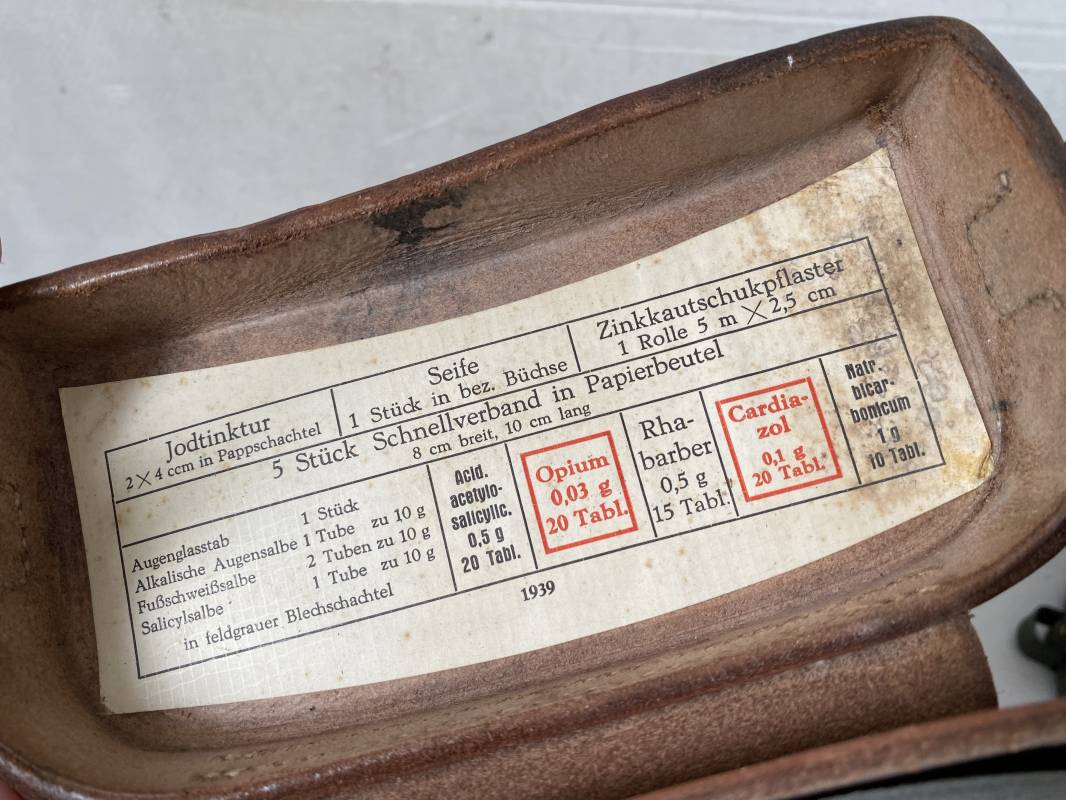 Jodtinktur
2 × 4 ccm in Pappschachtel
Seife
1 Stück in bez. Büchse
Zinkkautschukpflaster
1 Rolle 5 m × 2,5 cm
5 Stück Schnellverband in Papierbeutel
8 cm breit, 10 cm lang
Augenglasstab 1 Stück
Alkalische Augensalbe 1 Tube zu 10 g
Fußschweißsalbe 2 Tuben zu 10 g
Salicylsalbe 1 Tube zu 10 g
in feldgrauer Blechschachtel
Acid.
acetylo-
salicylic.
0,5 g
20 Tabl.
Opium
0,03 g
20 Tabl.
Rha-
barber
0,5 g
15 Tabl.
Cardia-
zol
0,1 g
20 Tabl.
Natr.
bicar-
bonicum
1 g
10 Tabl.
1939